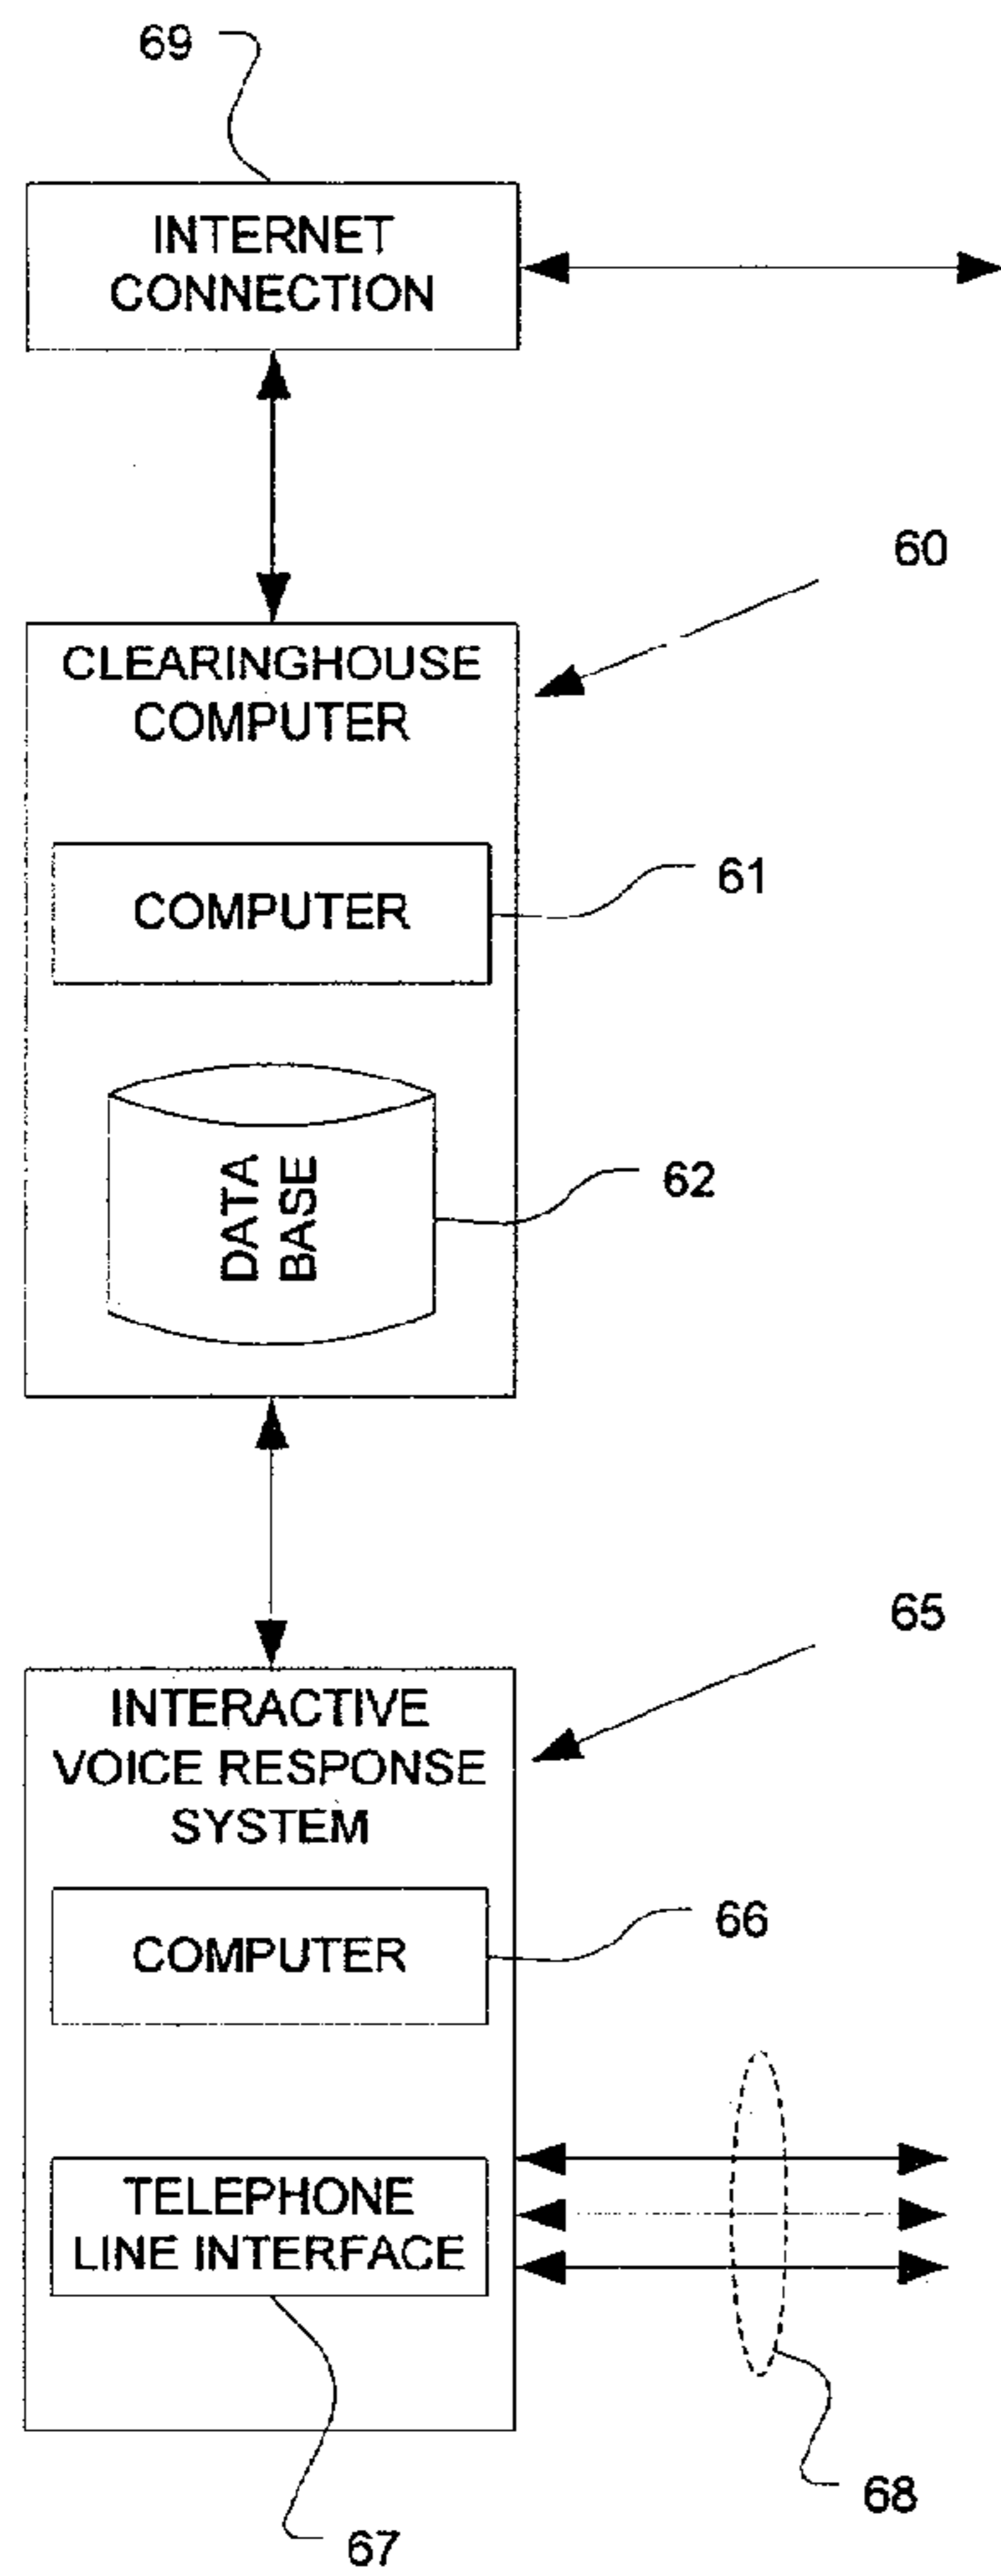 69
INTERNET
CONNECTION
60
CLEARINGHOUSE
COMPUTER
COMPUTER
61
DATA
BASE
62
65
INTERACTIVE
VOICE RESPONSE
SYSTEM
COMPUTER
66
TELEPHONE
LINE INTERFACE
68
67